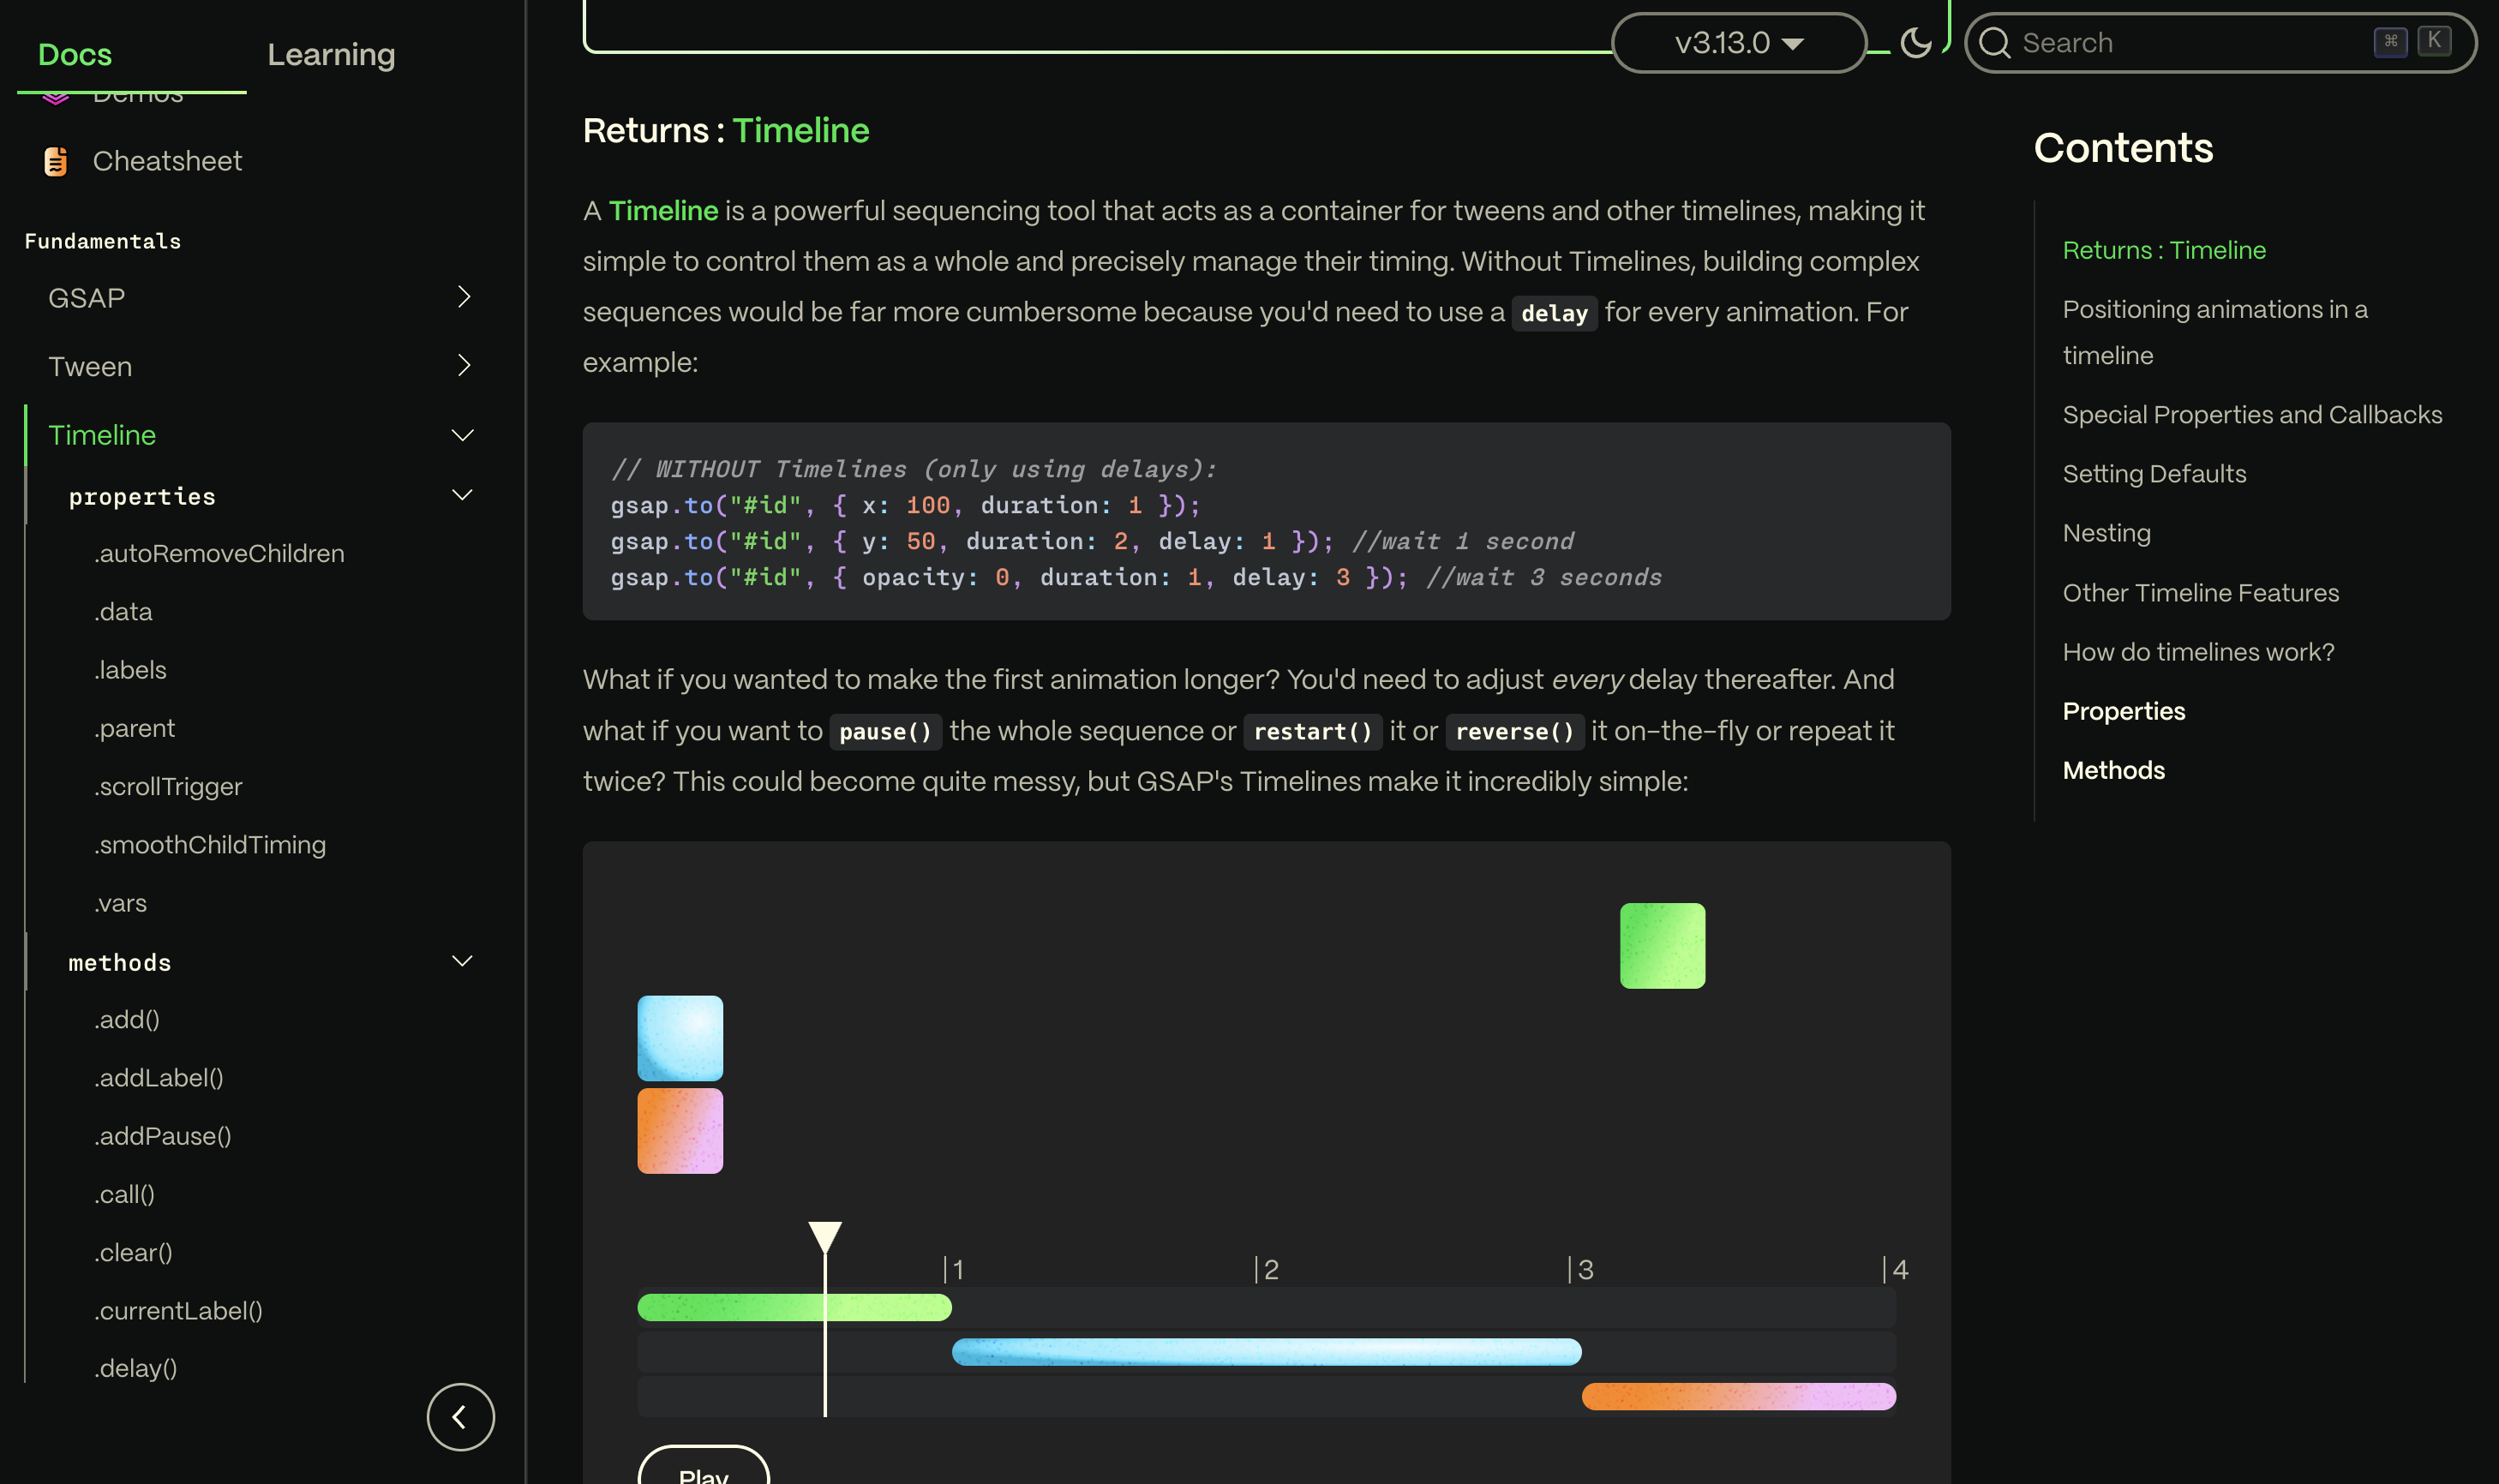 Docs
Learning
Demos
Cheatsheet
Fundamentals
GSAP
Tween
Timeline
properties
.autoRemoveChildren
.data
.labels
.parent
.scrollTrigger
.smoothChildTiming
.vars
methods
.add()
.addLabel()
.addPause()
.call()
.clear()
.currentLabel()
.delay()
v3.13.0
Search
⌘ K
Returns : Timeline
A Timeline is a powerful sequencing tool that acts as a container for tweens and other timelines, making it
simple to control them as a whole and precisely manage their timing. Without Timelines, building complex
sequences would be far more cumbersome because you'd need to use a delay for every animation. For
example:
// WITHOUT Timelines (only using delays):
gsap.to("#id", { x: 100, duration: 1 });
gsap.to("#id", { y: 50, duration: 2, delay: 1 }); //wait 1 second
gsap.to("#id", { opacity: 0, duration: 1, delay: 3 }); //wait 3 seconds
What if you wanted to make the first animation longer? You'd need to adjust every delay thereafter. And
what if you want to pause() the whole sequence or restart() it or reverse() it on-the-fly or repeat it
twice? This could become quite messy, but GSAP's Timelines make it incredibly simple:
|1 |2 |3 |4
Play
Contents
Returns : Timeline
Positioning animations in a
timeline
Special Properties and Callbacks
Setting Defaults
Nesting
Other Timeline Features
How do timelines work?
Properties
Methods